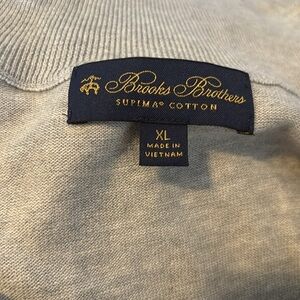 Brooks Brothers
SUPIMA® COTTON
XL
MADE IN
VIETNAM